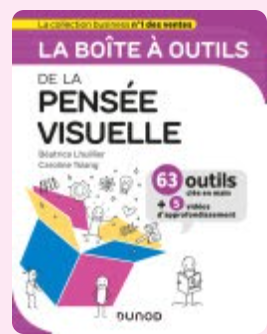 La collection business n°1 des ventes
LA BOÎTE À OUTILS
DE LA
PENSÉE
VISUELLE
Béatrice Lhuillier
Caroline Tsiang
63 outils
clés en main
+ 5 vidéos
d'approfondissement
DUNOD